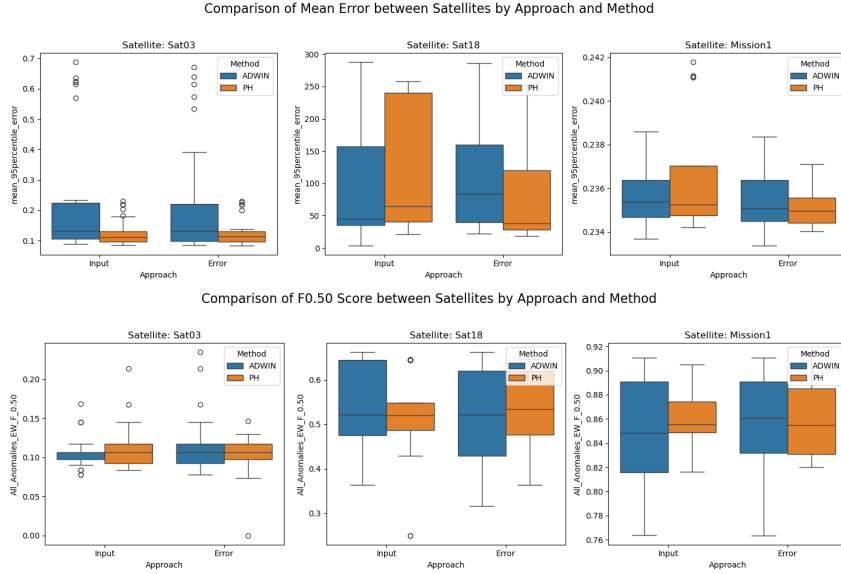 Comparison of Mean Error between Satellites by Approach and Method
Satellite: Sat03
Satellite: Sat18
Satellite: Mission1
Method
ADWIN
PH
Method
ADWIN
PH
Method
ADWIN
PH
mean_95percentile_error
0.7
0.6
0.5
0.4
0.3
0.2
0.1
mean_95percentile_error
300
250
200
150
100
50
0
mean_95percentile_error
0.242
0.240
0.238
0.236
0.234
Input
Error
Input
Error
Input
Error
Approach
Approach
Approach
Comparison of F0.50 Score between Satellites by Approach and Method
Satellite: Sat03
Satellite: Sat18
Satellite: Mission1
Method
ADWIN
PH
Method
ADWIN
PH
Method
ADWIN
PH
All_Anomalies_EW_F_0.50
0.20
0.15
0.10
0.05
0.00
All_Anomalies_EW_F_0.50
0.6
0.5
0.4
0.3
All_Anomalies_EW_F_0.50
0.92
0.90
0.88
0.86
0.84
0.82
0.80
0.78
0.76
Input
Error
Input
Error
Input
Error
Approach
Approach
Approach